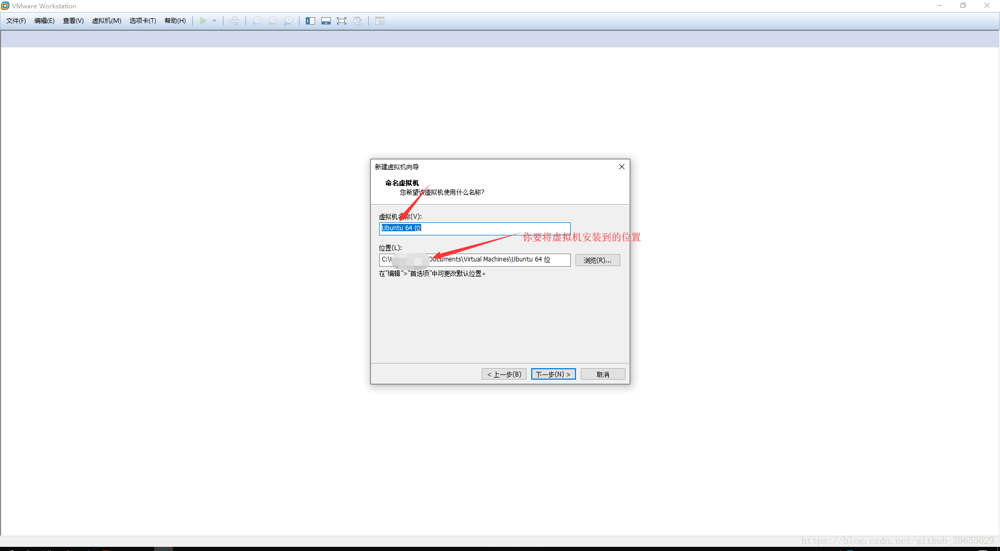 VMware Workstation
文件(F) 编辑(E) 查看(V) 虚拟机(M) 选项卡(T) 帮助(H)
新建虚拟机向导
命名虚拟机
您希望该虚拟机使用什么名称?
虚拟机名称(V):
Ubuntu 64 位
你要将虚拟机安装到的位置
位置(L):
C:\ Documents\Virtual Machines\Ubuntu 64 位
浏览(R)...
在"编辑">"首选项"中可更改默认位置。
< 上一步(B) 下一步(N) > 取消
https://blog.csdn.net/github_39655029